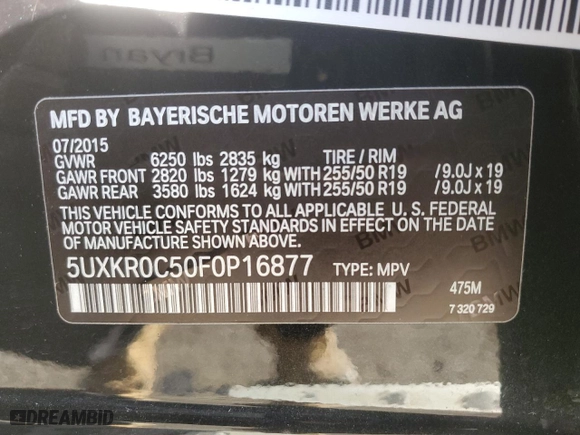 Bryan
MFD BY BAYERISCHE MOTOREN WERKE AG
07/2015
GVWR 6250 lbs 2835 kg TIRE / RIM
GAWR FRONT 2820 lbs 1279 kg WITH 255/50 R19 /9.0J x 19
GAWR REAR 3580 lbs 1624 kg WITH 255/50 R19 /9.0J x 19
THIS VEHICLE CONFORMS TO ALL APPLICABLE U. S. FEDERAL
MOTOR VEHICLE SAFETY STANDARDS IN EFFECT ON THE DATE
OF MANUFACTURE SHOWN ABOVE.
5UXKR0C50F0P16877 TYPE: MPV 475M
7 320 729
DREAMBID